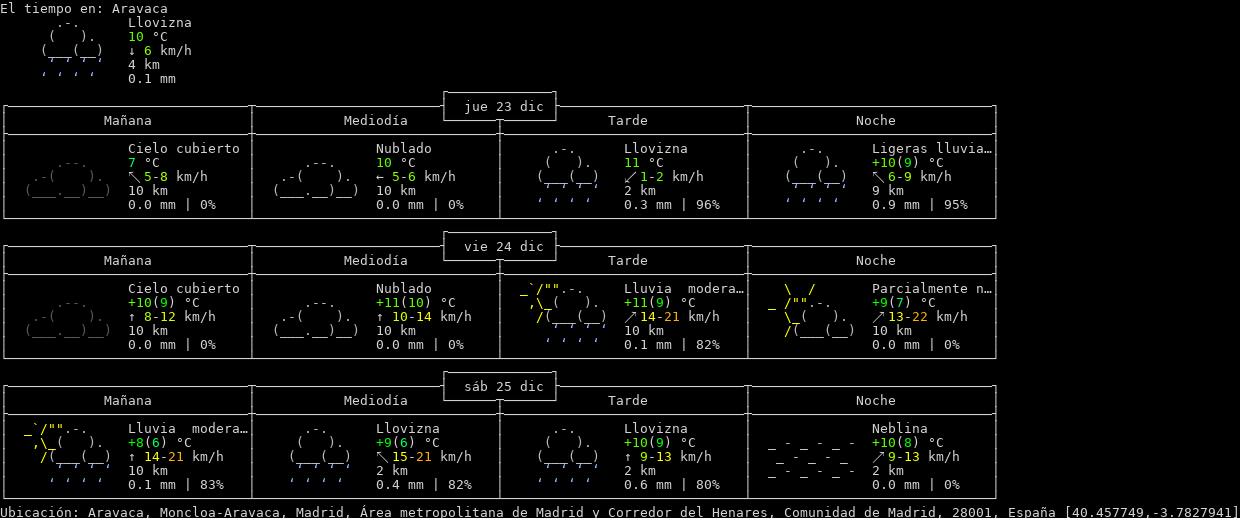 El tiempo en: Aravaca
Llovizna
10 °C
↓ 6 km/h
4 km
0.1 mm
jue 23 dic
Mañana Mediodía Tarde Noche
Cielo cubierto Nublado Llovizna Ligeras lluvia…
7 °C 10 °C 11 °C +10(9) °C
↖ 5-8 km/h ← 5-6 km/h ↙ 1-2 km/h ↖ 6-9 km/h
10 km 10 km 2 km 9 km
0.0 mm | 0% 0.0 mm | 0% 0.3 mm | 96% 0.9 mm | 95%
vie 24 dic
Mañana Mediodía Tarde Noche
Cielo cubierto Nublado Lluvia  modera… Parcialmente n…
+10(9) °C +11(10) °C +11(9) °C +9(7) °C
↑ 8-12 km/h ↑ 10-14 km/h ↗ 14-21 km/h ↗ 13-22 km/h
10 km 10 km 10 km 10 km
0.0 mm | 0% 0.0 mm | 0% 0.1 mm | 82% 0.0 mm | 0%
sáb 25 dic
Mañana Mediodía Tarde Noche
Lluvia  modera… Llovizna Llovizna Neblina
+8(6) °C +9(6) °C +10(9) °C +10(8) °C
↑ 14-21 km/h ↖ 15-21 km/h ↑ 9-13 km/h ↗ 9-13 km/h
10 km 2 km 2 km 2 km
0.1 mm | 83% 0.4 mm | 82% 0.6 mm | 80% 0.0 mm | 0%
Ubicación: Aravaca, Moncloa-Aravaca, Madrid, Área metropolitana de Madrid y Corredor del Henares, Comunidad de Madrid, 28001, España [40.457749,-3.7827941]